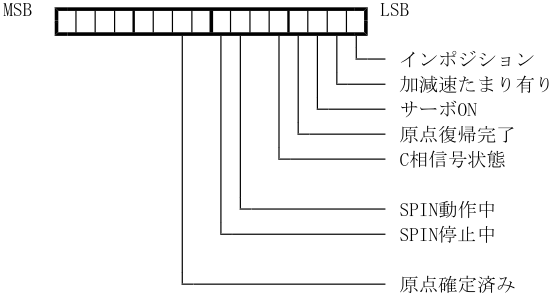 MSB LSB
インポジション
加減速たまり有り
サーボON
原点復帰完了
C相信号状態
SPIN動作中
SPIN停止中
原点確定済み